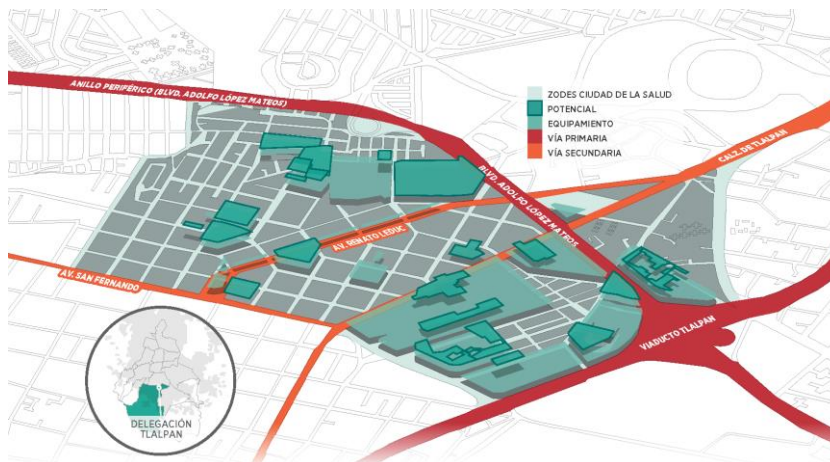 ANILLO PERIFÉRICO (BLVD. ADOLFO LÓPEZ MATEOS)
ZODES CIUDAD DE LA SALUD
POTENCIAL
EQUIPAMIENTO
VÍA PRIMARIA
VÍA SECUNDARIA
CALZ. DE TLALPAN
BLVD. ADOLFO LÓPEZ MATEOS
AV. RENATO LEDUC
AV. SAN FERNANDO
VIADUCTO TLALPAN
DELEGACIÓN
TLALPAN